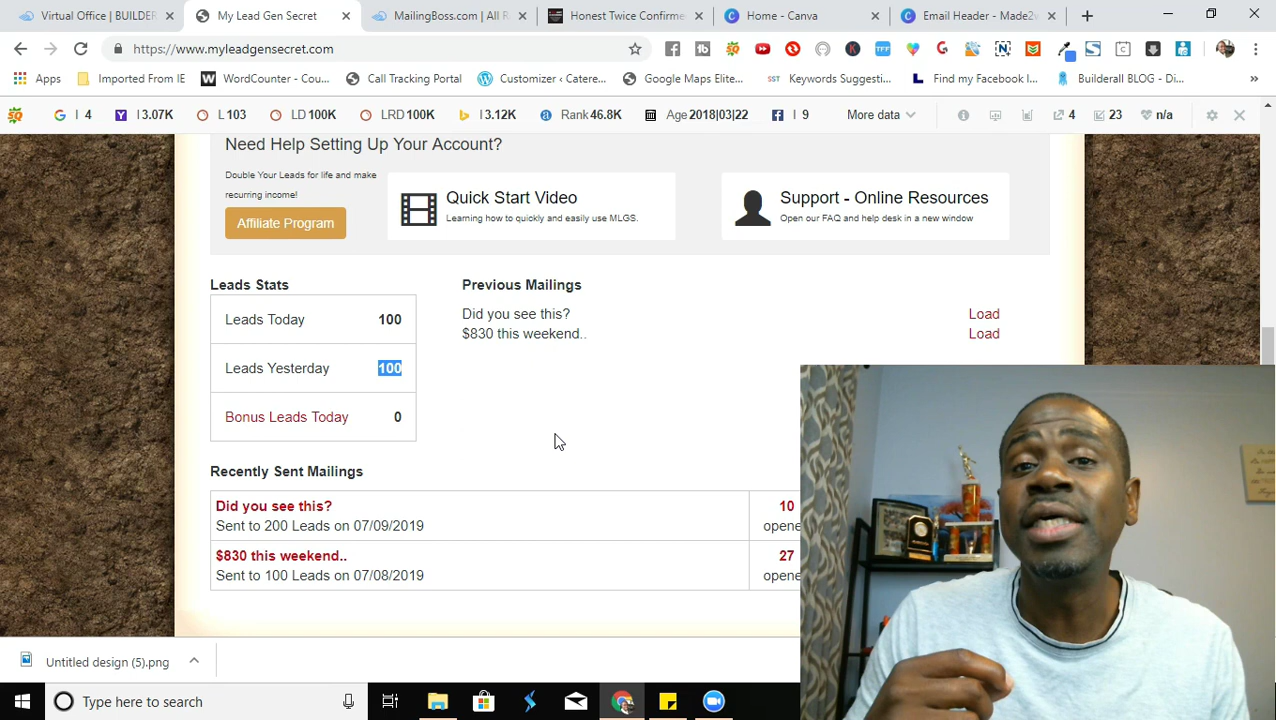 Virtual Office | BUILDER
My Lead Gen Secret
MailingBoss.com | All R
Honest Twice Confirme
Home - Canva
Email Header - Made2
https://www.myleadgensecret.com
Apps
Imported From IE
WordCounter - Cou...
Call Tracking Portal
Customizer ‹ Catere...
Google Maps Elite...
SST Keywords Suggesti...
Find my Facebook I...
Builderall BLOG - Di...
»
I 4
I 3.07K
L 103
LD 100K
LRD 100K
I 3.12K
Rank 46.8K
Age 2018|03|22
I 9
More data
4
23
n/a
Need Help Setting Up Your Account?
Double Your Leads for life and make
recurring income!
Affiliate Program
Quick Start Video
Learning how to quickly and easily use MLGS.
Support - Online Resources
Open our FAQ and help desk in a new window
Leads Stats
Leads Today 100
Leads Yesterday 100
Bonus Leads Today 0
Previous Mailings
Did you see this? Load
$830 this weekend.. Load
Recently Sent Mailings
Did you see this? 10
Sent to 200 Leads on 07/09/2019 opene
$830 this weekend.. 27
Sent to 100 Leads on 07/08/2019 opene
Untitled design (5).png
Type here to search